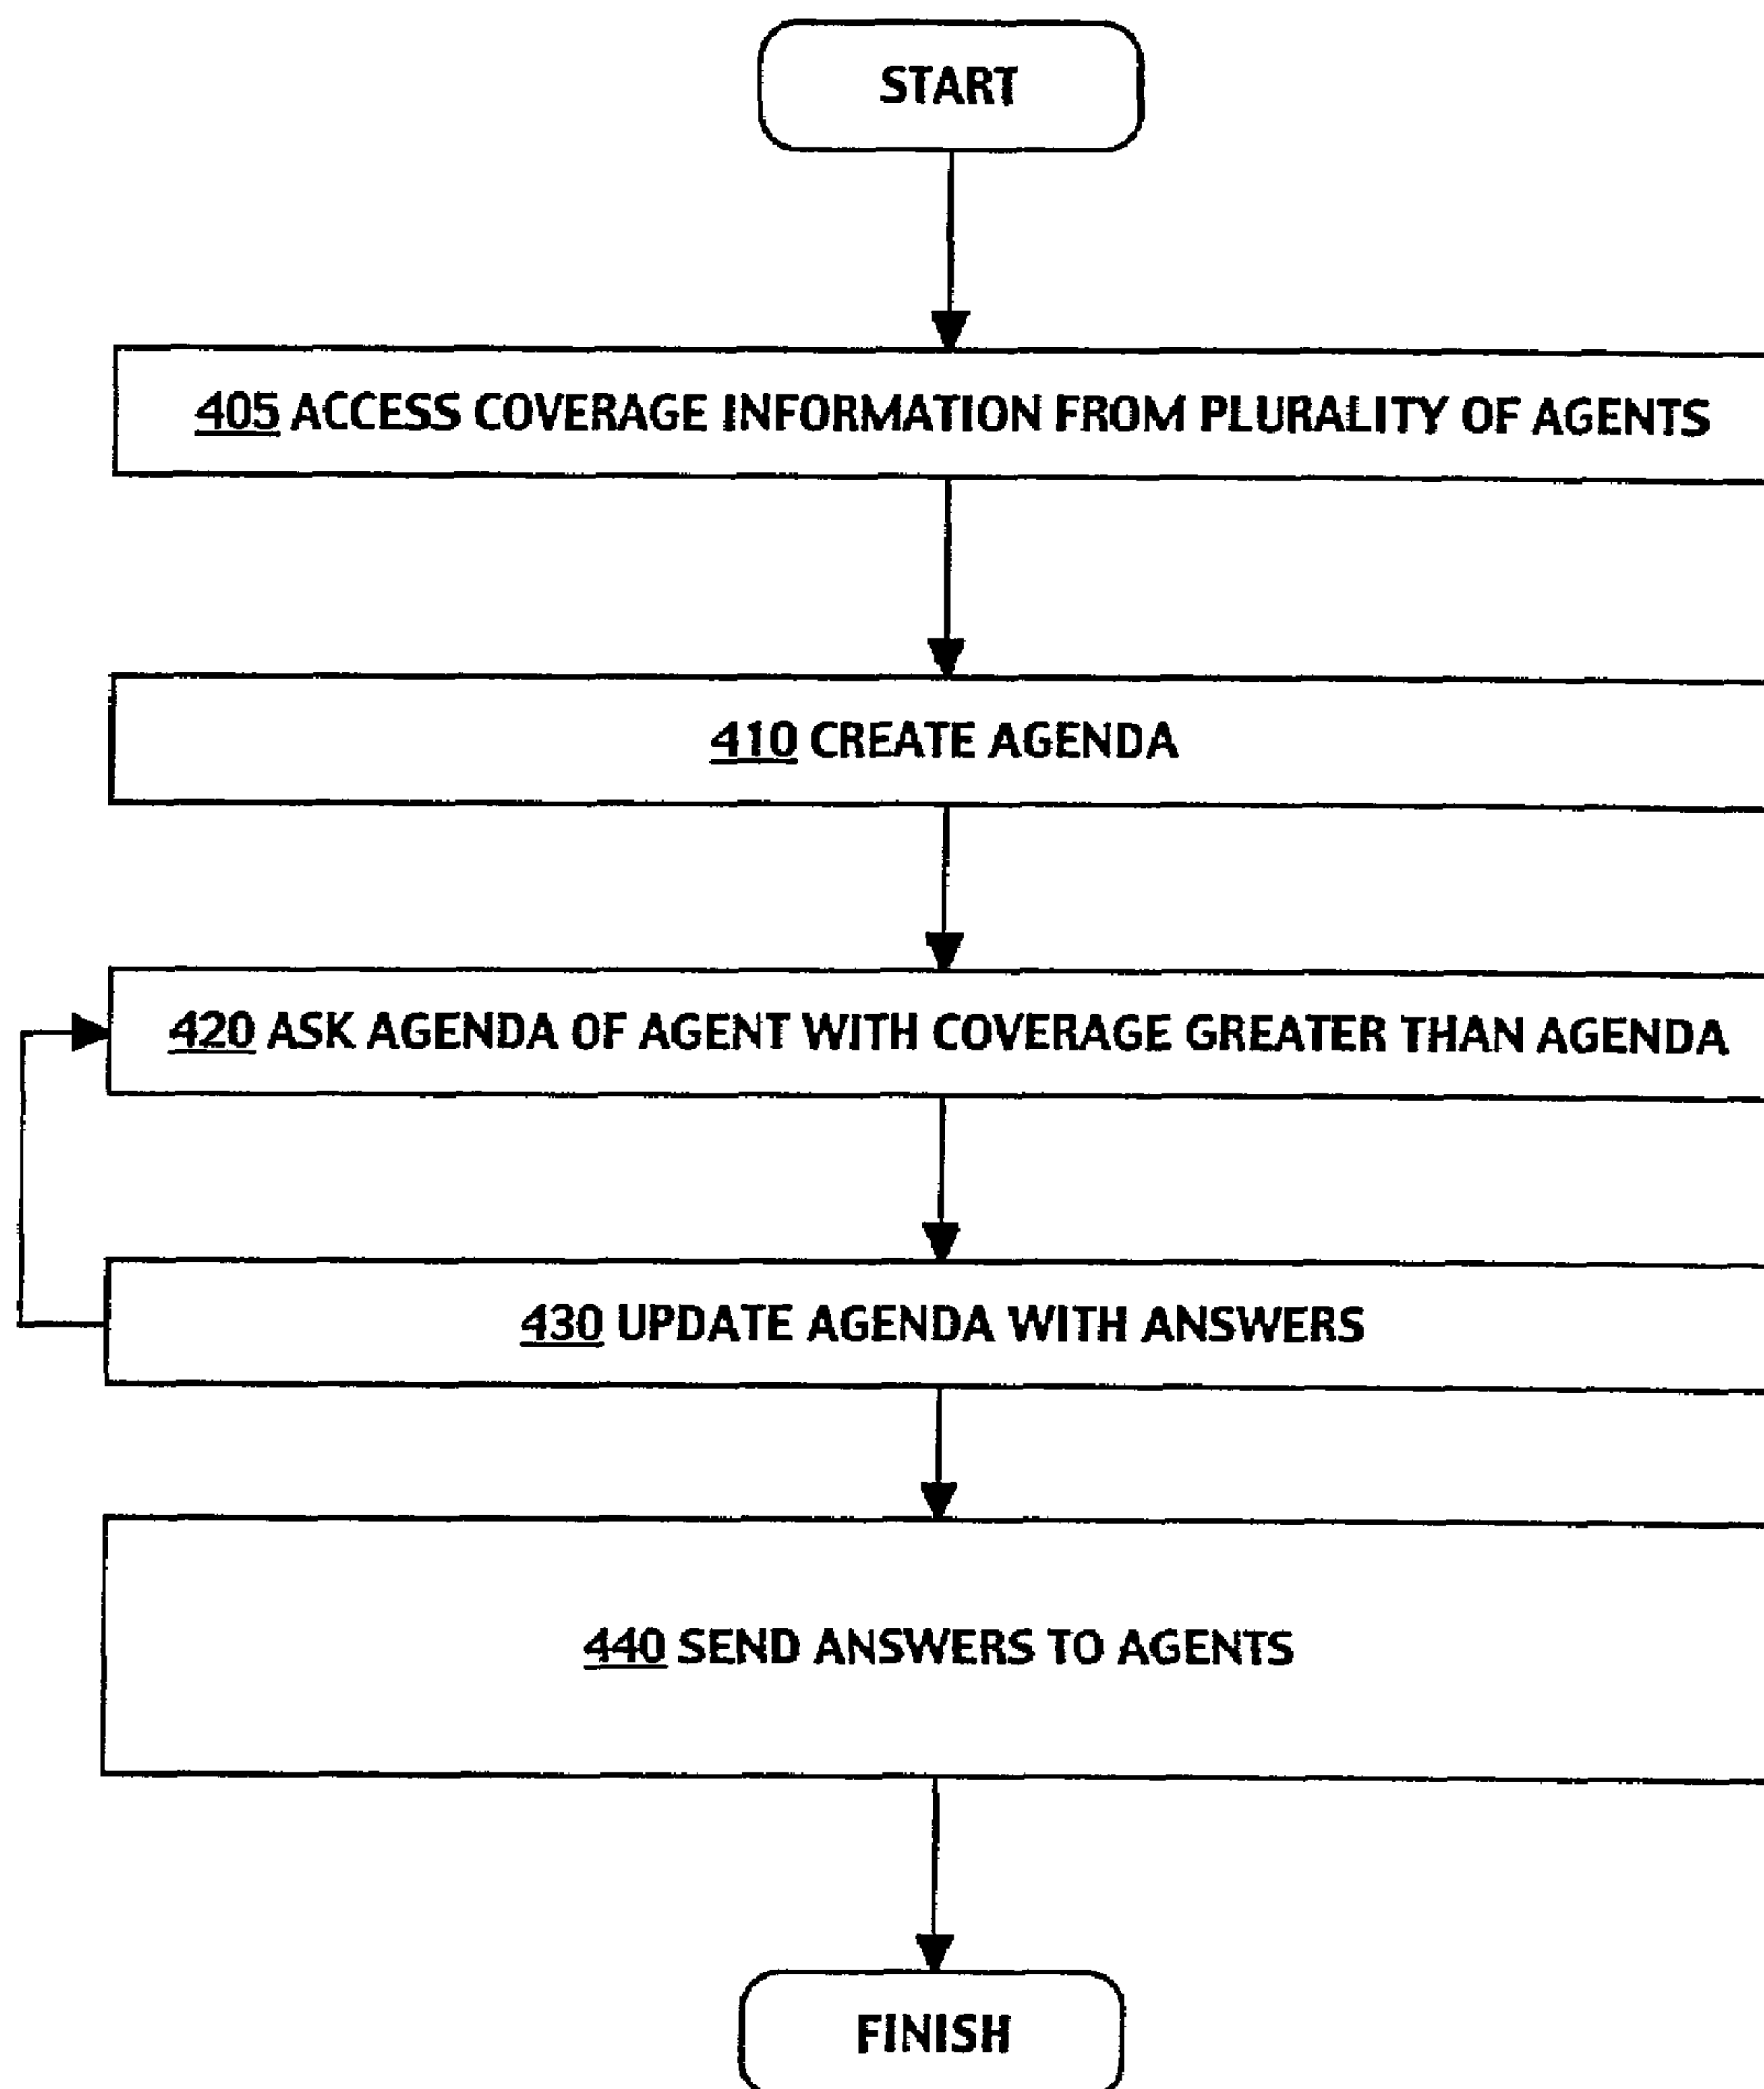 START
405 ACCESS COVERAGE INFORMATION FROM PLURALITY OF AGENTS
410 CREATE AGENDA
420 ASK AGENDA OF AGENT WITH COVERAGE GREATER THAN AGENDA
430 UPDATE AGENDA WITH ANSWERS
440 SEND ANSWERS TO AGENTS
FINISH